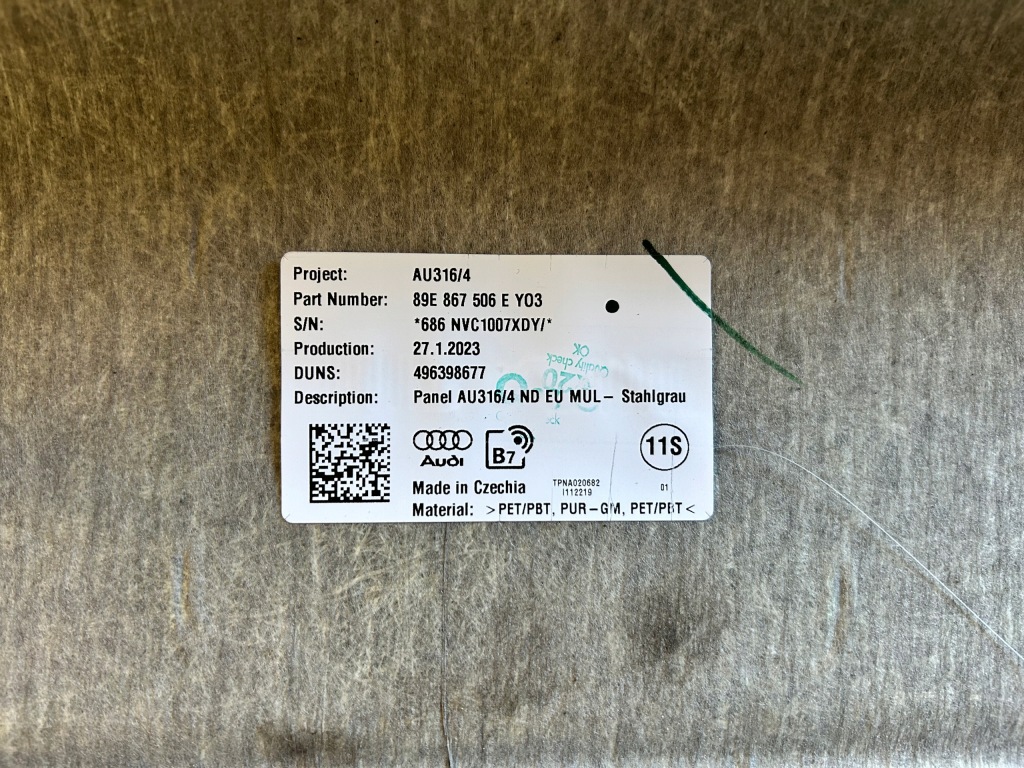 Project: AU316/4
Part Number: 89E 867 506 E YO3
S/N: *686 NVC1007XDY/*
Production: 27.1.2023
DUNS: 496398677
Description: Panel AU316/4 ND EU MUL– Stahlgrau
Audi
B7
11S
Made in Czechia
TPNA020682
I112219
01
Material: >PET/PBT, PUR–GM, PET/PBT<
Quality check
OK